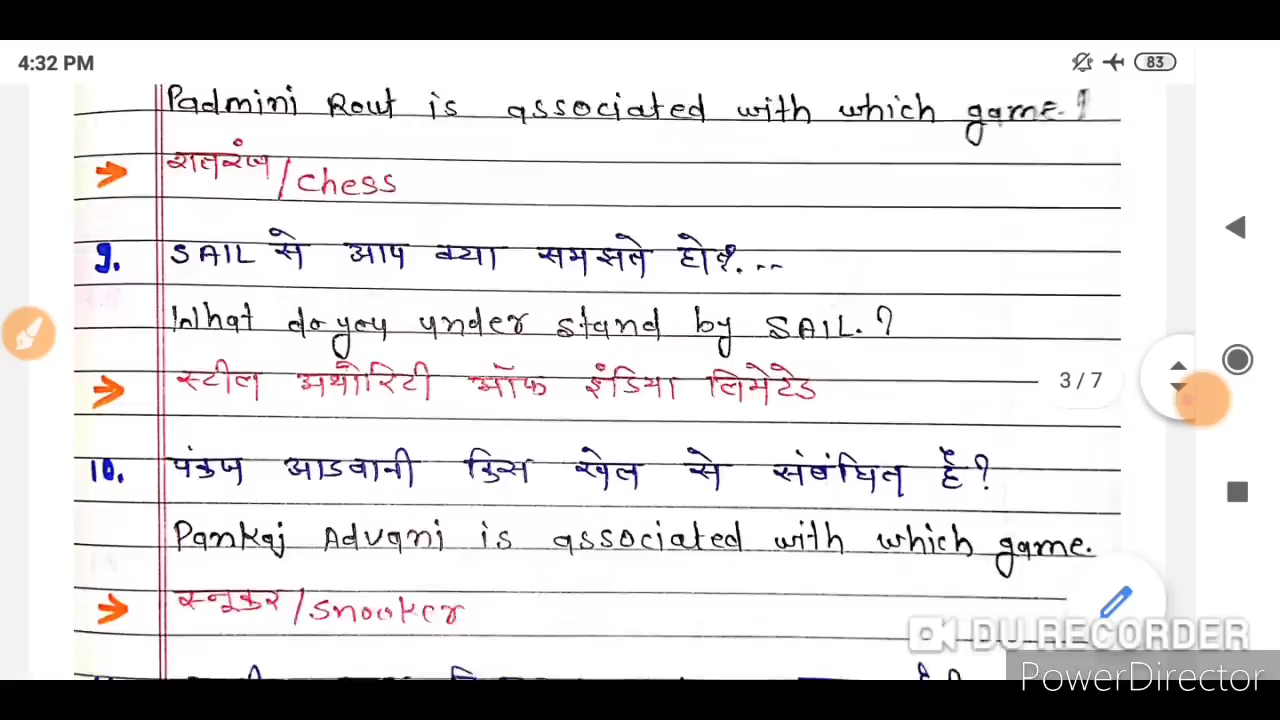 4:32 PM 83
Padmini Rout is associated with which game.?
शतरंज/chess
9. SAIL से आप क्या समझते हो?...
What do you under stand by SAIL.?
स्टील अथोरिटी ऑफ इंडिया लिमेटेड
3/7
10. पंकज आडवानी किस खेल से संबंधित है?
Pankaj Advani is associated with which game.
स्नूकर/snooker
DU RECORDER
PowerDirector